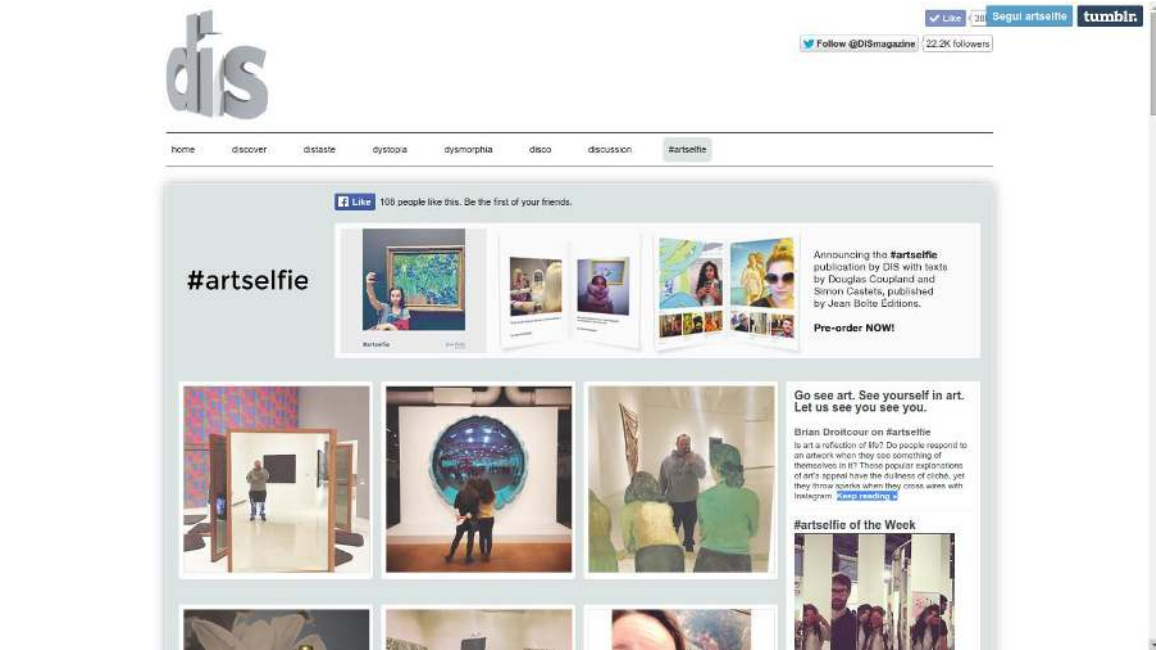 Like
38
Segui artselfie
tumblr.
Follow @DISmagazine
22.2K followers
dis
home
discover
distaste
dystopia
dysmorphia
disco
discussion
#artselfie
Like
108 people like this. Be the first of your friends.
#artselfie
#artselfie
Announcing the #artselfie
publication by DIS with texts
by Douglas Coupland and
Simon Castets, published
by Jean Boîte Éditions.
Pre-order NOW!
Go see art. See yourself in art.
Let us see you see you.
Brian Droitcour on #artselfie
Is art a reflection of life? Do people respond to
an artwork when they see something of
themselves in it? These popular explanations
of art's appeal have the dullness of cliché, yet
they throw sparks when they cross wires with
Instagram. Keep reading »
#artselfie of the Week